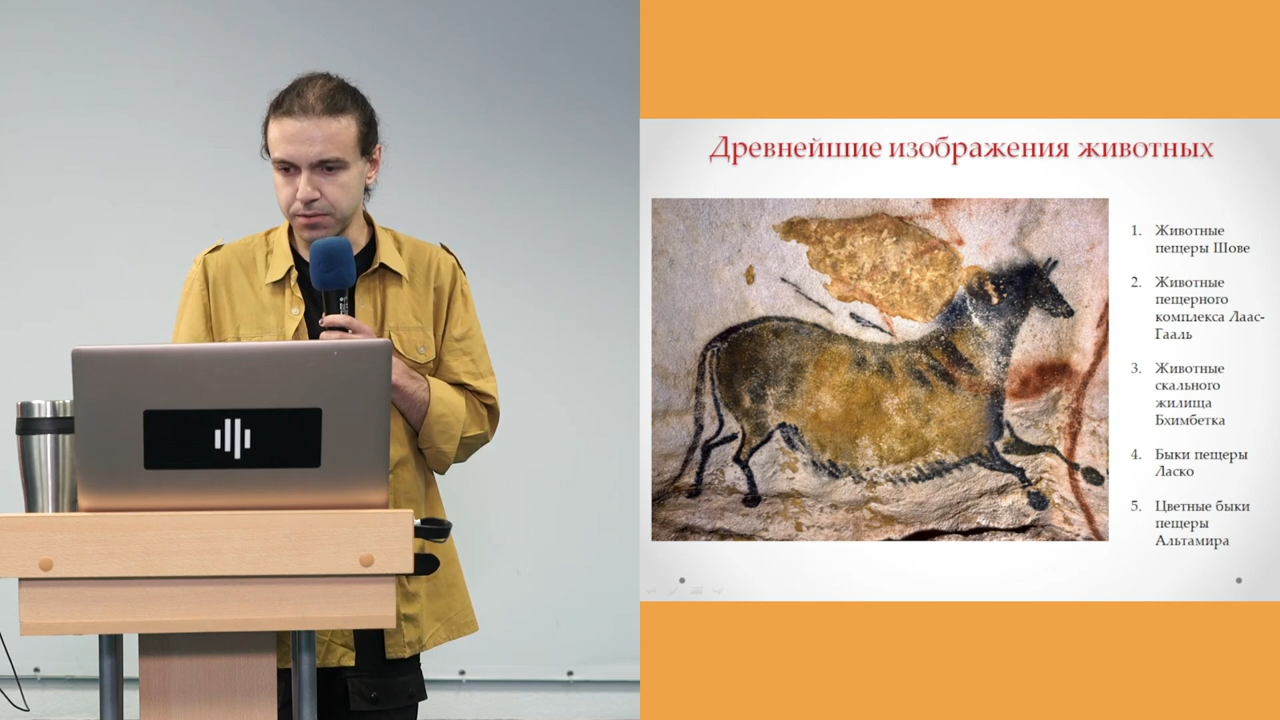 Древнейшие изображения животных
1. Животные
пещеры Шове
2. Животные
пещерного
комплекса Лаас-
Гааль
3. Животные
скального
жилища
Бхимбетка
4. Быки пещеры
Ласко
5. Цветные быки
пещеры
Альтамира